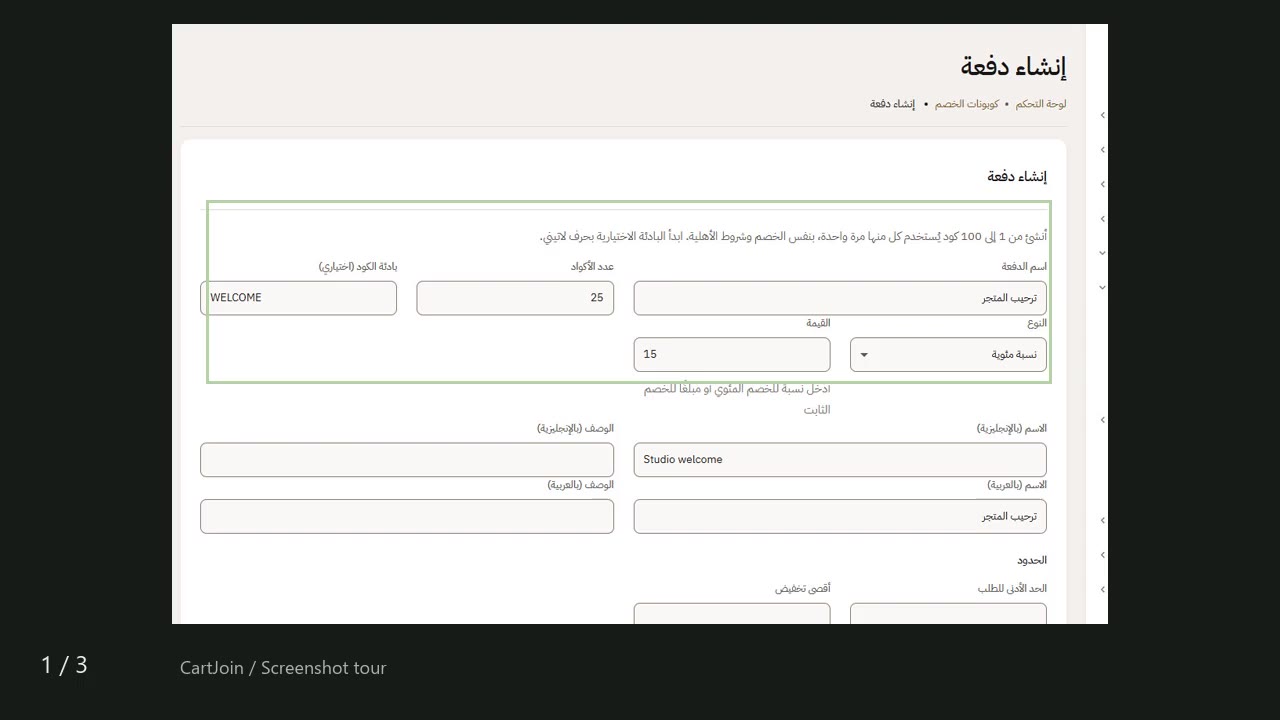 إنشاء دفعة
لوحة التحكم • كوبونات الخصم • إنشاء دفعة
إنشاء دفعة
أنشئ من 1 إلى 100 كود يُستخدم كل منها مرة واحدة، بنفس الخصم وشروط الأهلية. ابدأ البادئة الاختيارية بحرف لاتيني.
اسم الدفعة
عدد الأكواد
بادئة الكود (اختياري)
ترحيب المتجر
25
WELCOME
النوع
القيمة
نسبة مئوية
15
أدخل نسبة للخصم المئوي أو مبلغًا للخصم
الثابت
الاسم (بالإنجليزية)
الوصف (بالإنجليزية)
Studio welcome
الاسم (بالعربية)
الوصف (بالعربية)
ترحيب المتجر
الحدود
الحد الأدنى للطلب
أقصى تخفيض
1 / 3
CartJoin / Screenshot tour